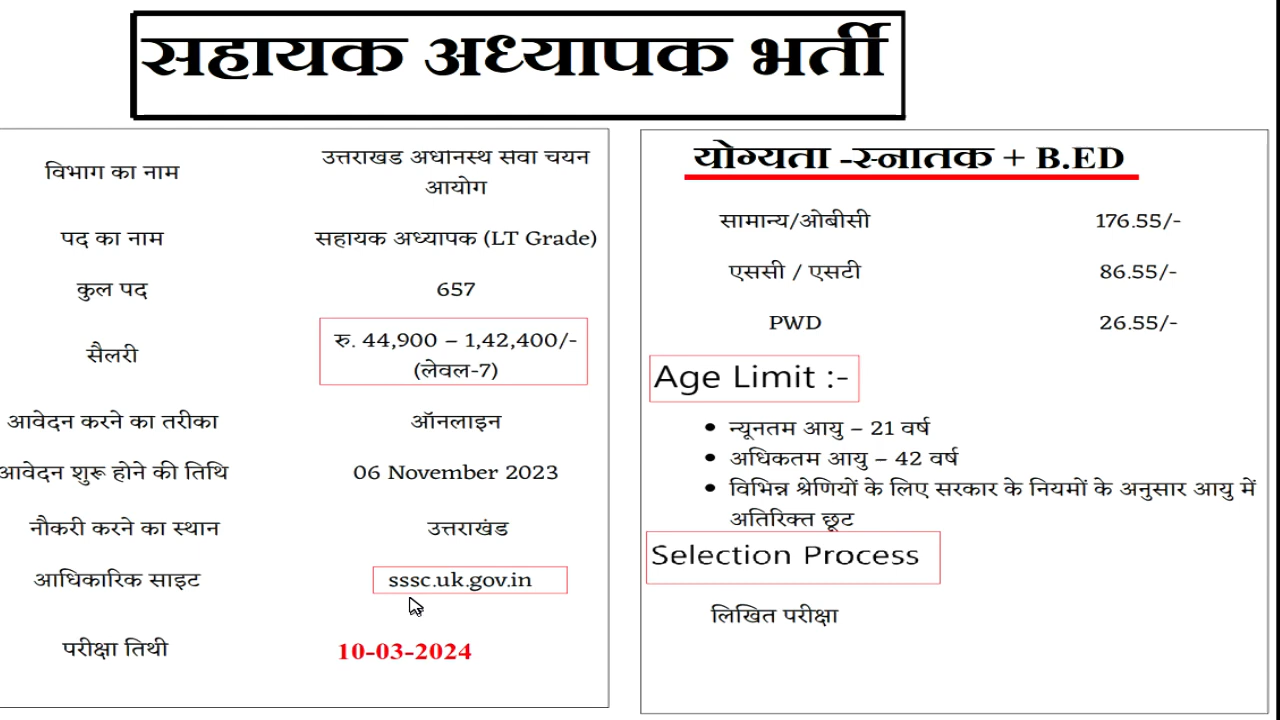 सहायक अध्यापक भर्ती
विभाग का नाम
उत्तराखंड अधीनस्थ सेवा चयन
आयोग
पद का नाम सहायक अध्यापक (LT Grade)
कुल पद 657
सैलरी
रु. 44,900 – 1,42,400/-
(लेवल-7)
आवेदन करने का तरीका ऑनलाइन
आवेदन शुरू होने की तिथि 06 November 2023
नौकरी करने का स्थान उत्तराखंड
आधिकारिक साइट sssc.uk.gov.in
परीक्षा तिथी 10-03-2024
योग्यता -स्नातक + B.ED
सामान्य/ओबीसी 176.55/-
एससी / एसटी 86.55/-
PWD 26.55/-
Age Limit :-
• न्यूनतम आयु – 21 वर्ष
• अधिकतम आयु – 42 वर्ष
• विभिन्न श्रेणियों के लिए सरकार के नियमों के अनुसार आयु में
अतिरिक्त छूट
Selection Process
लिखित परीक्षा